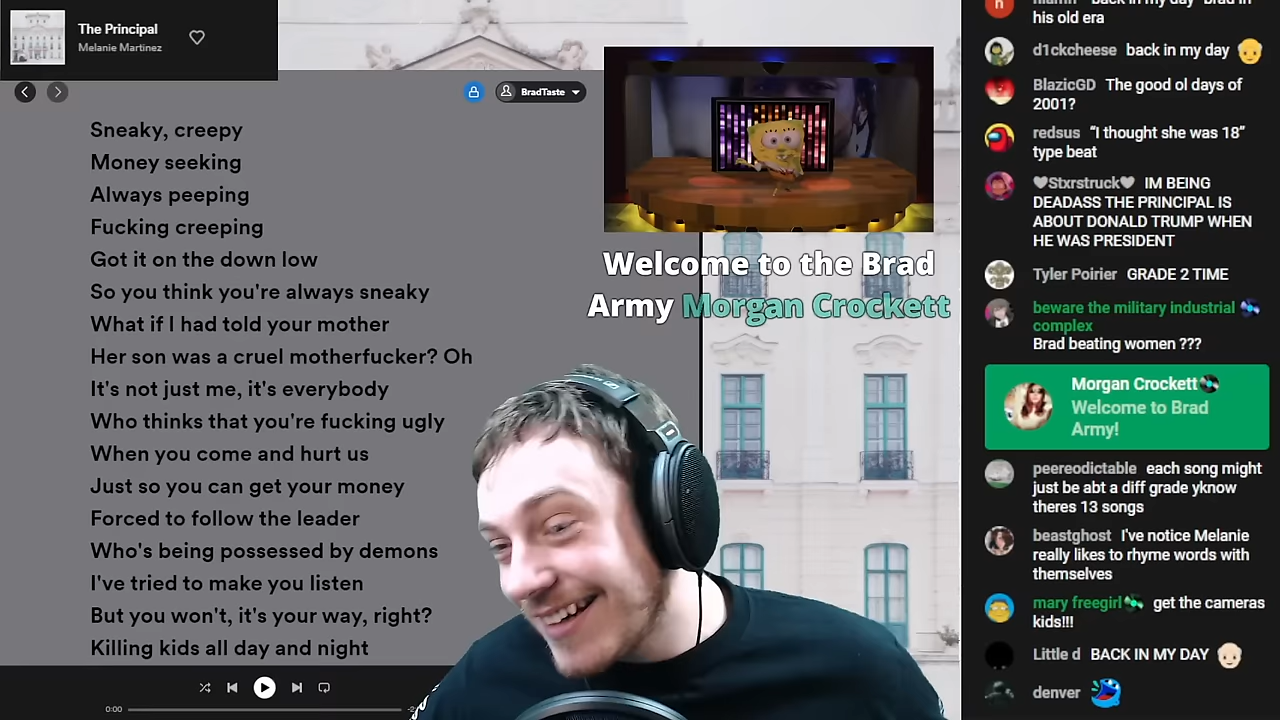 The Principal
Melanie Martinez
BradTaste
Sneaky, creepy
Money seeking
Always peeping
Fucking creeping
Got it on the down low
So you think you're always sneaky
What if I had told your mother
Her son was a cruel motherfucker? Oh
It's not just me, it's everybody
Who thinks that you're fucking ugly
When you come and hurt us
Just so you can get your money
Forced to follow the leader
Who's being possessed by demons
I've tried to make you listen
But you won't, it's your way, right?
Killing kids all day and night
0:00
Welcome to the Brad
Army Morgan Crockett
his old era
d1ckcheese back in my day
BlazicGD The good ol days of
2001?
redsus “I thought she was 18”
type beat
Stxrstruck IM BEING
DEADASS THE PRINCIPAL IS
ABOUT DONALD TRUMP WHEN
HE WAS PRESIDENT
Tyler Poirier GRADE 2 TIME
beware the military industrial
complex
Brad beating women ???
Morgan Crockett
Welcome to Brad
Army!
peereodictable each song might
just be abt a diff grade yknow
theres 13 songs
beastghost I've notice Melanie
really likes to rhyme words with
themselves
mary freegirl get the cameras
kids!!!
Little d BACK IN MY DAY
denver